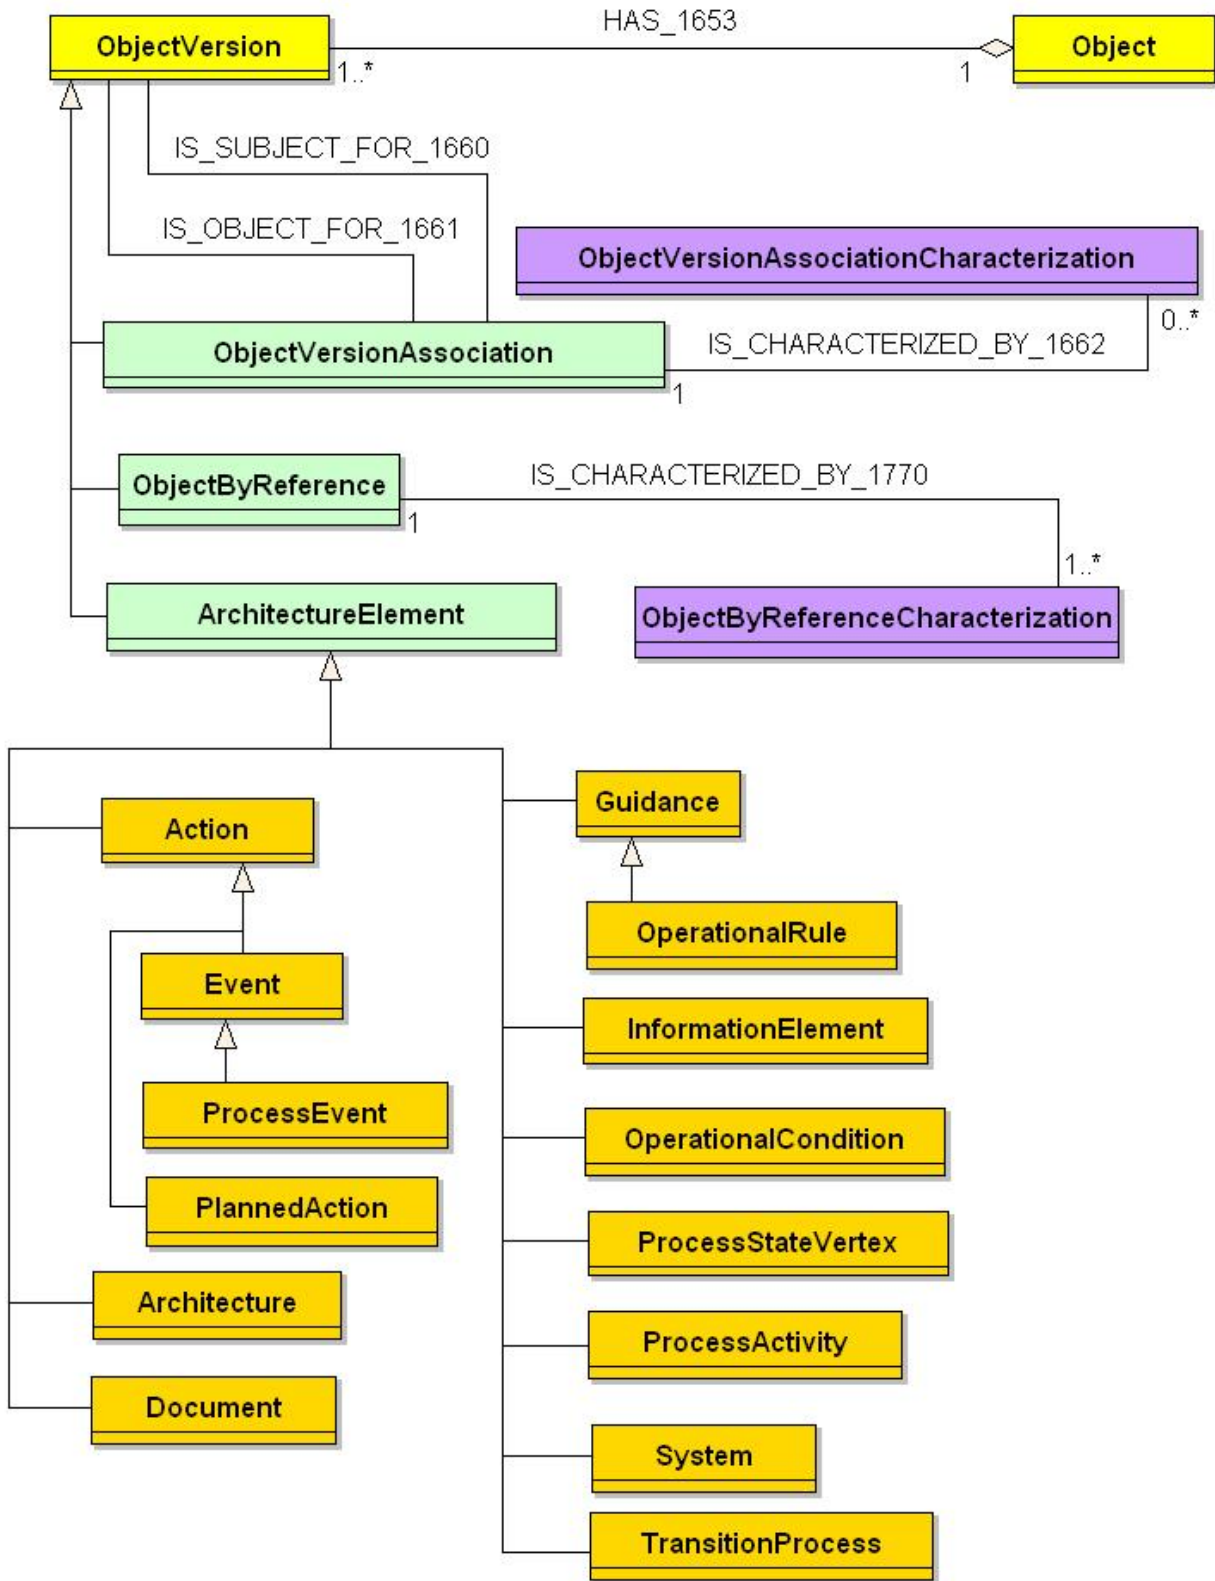 HAS_1653
ObjectVersion
Object
1..*
1
IS_SUBJECT_FOR_1660
IS_OBJECT_FOR_1661
ObjectVersionAssociationCharacterization
0..*
ObjectVersionAssociation
IS_CHARACTERIZED_BY_1662
1
ObjectByReference
IS_CHARACTERIZED_BY_1770
1
1..*
ArchitectureElement
ObjectByReferenceCharacterization
Action
Event
ProcessEvent
PlannedAction
Architecture
Document
Guidance
OperationalRule
InformationElement
OperationalCondition
ProcessStateVertex
ProcessActivity
System
TransitionProcess